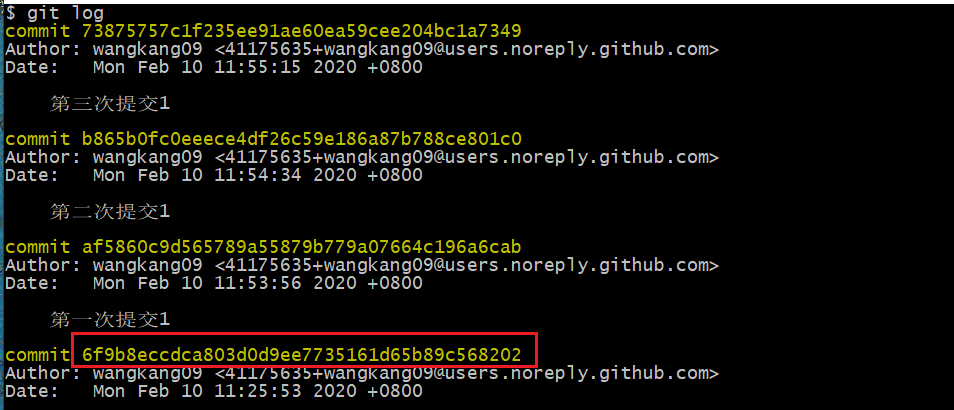 $ git log
commit 73875757c1f235ee91ae60ea59cee204bc1a7349
Author: wangkang09 <41175635+wangkang09@users.noreply.github.com>
Date:   Mon Feb 10 11:55:15 2020 +0800
第三次提交1
commit b865b0fc0eeece4df26c59e186a87b788ce801c0
Author: wangkang09 <41175635+wangkang09@users.noreply.github.com>
Date:   Mon Feb 10 11:54:34 2020 +0800
第二次提交1
commit af5860c9d565789a55879b779a07664c196a6cab
Author: wangkang09 <41175635+wangkang09@users.noreply.github.com>
Date:   Mon Feb 10 11:53:56 2020 +0800
第一次提交1
commit 6f9b8eccdca803d0d9ee7735161d65b89c568202
Author: wangkang09 <41175635+wangkang09@users.noreply.github.com>
Date:   Mon Feb 10 11:25:53 2020 +0800